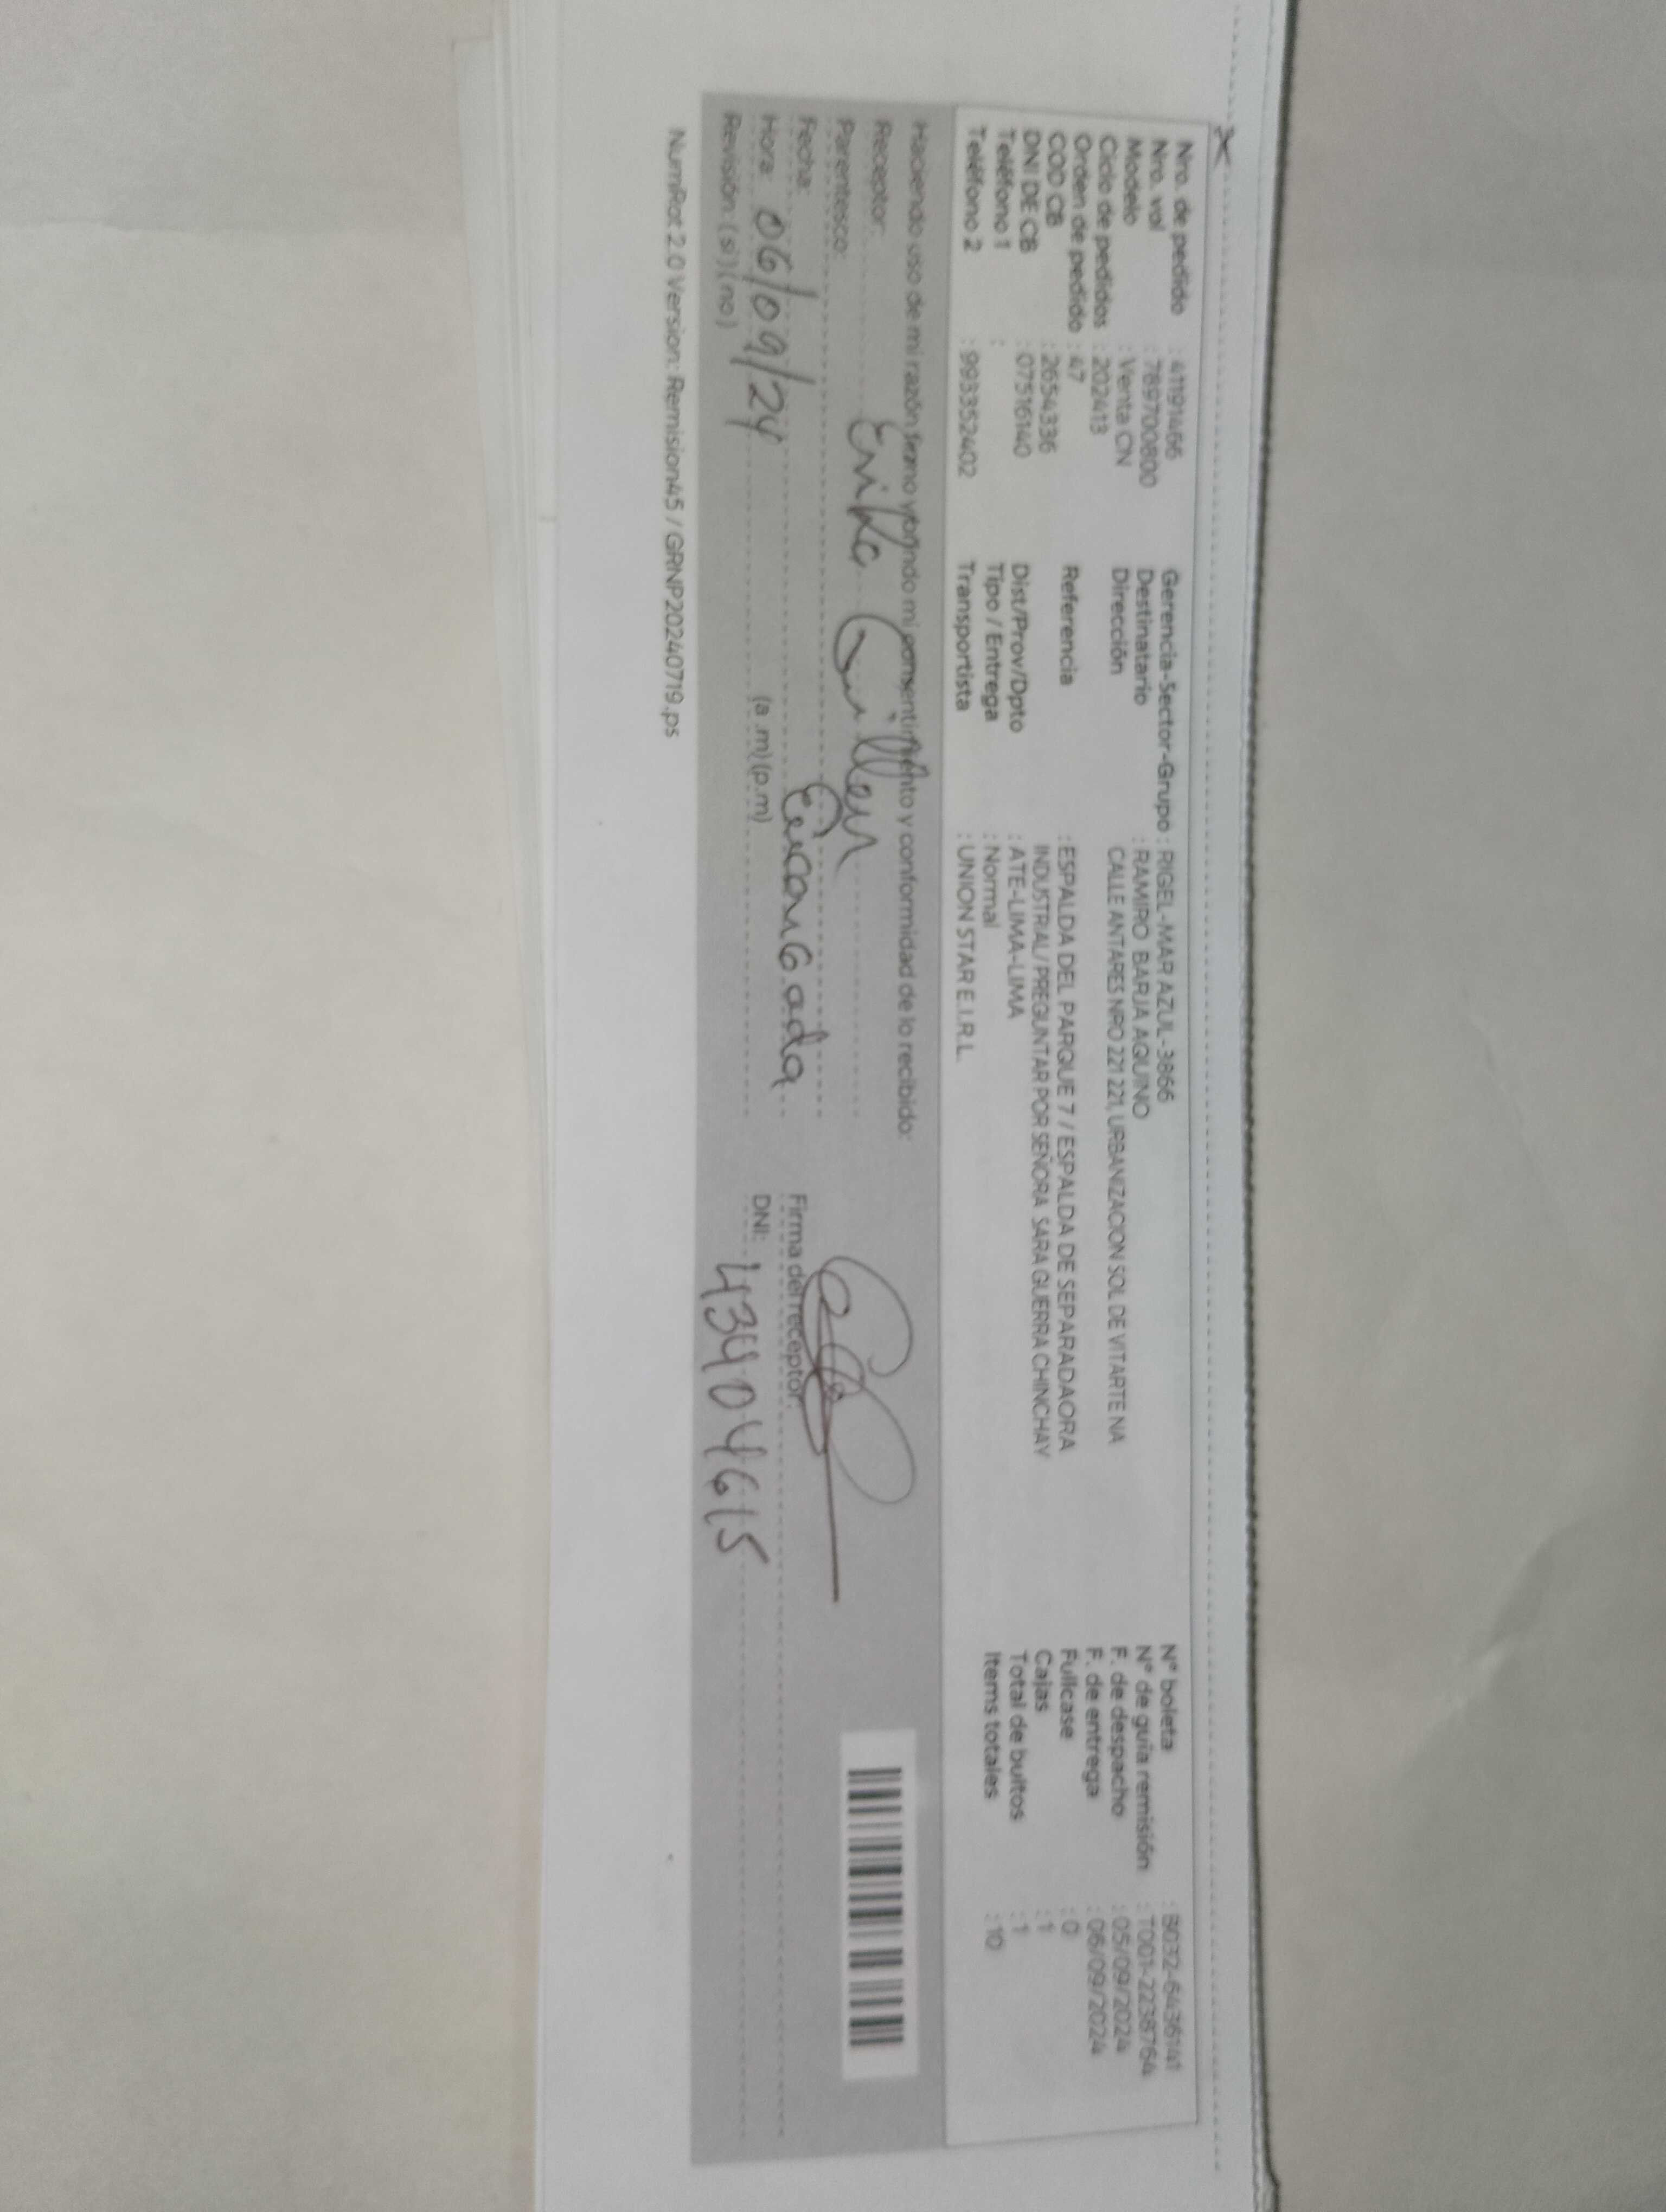 Nro. de pedido : 41191466
Nro. vol : 7897700800
Modelo : Venta CN
Ciclo de pedidos : 202413
Orden de pedido : 47
COD CB : 2654336
DNI DE CB : 07516140
Teléfono 1 :
Teléfono 2 : 993352402
Gerencia-Sector-Grupo : RIGEL-MAR AZUL-3866
Destinatario : RAMIRO BARJA AQUINO
Dirección CALLE ANTARES NRO 221 221, URBANIZACION SOL DE VITARTE NA
Referencia : ESPALDA DEL PARQUE 7 / ESPALDA DE SEPARADAORA
INDUSTRIAL/ PREGUNTAR POR SEÑORA SARA GUERRA CHINCHAY
Dist/Prov/Dpto : ATE-LIMA-LIMA
Tipo / Entrega : Normal
Transportista : UNION STAR E.I.R.L.
N° boleta : B032-6436141
N° de guía remisión : T001-2238764
F. de despacho : 05/09/2024
F. de entrega : 06/09/2024
Fullcase : 0
Cajas : 1
Total de bultos : 1
Items totales : 10
Haciendo uso de mi razón firmo y brindo mi consentimiento y conformidad de lo recibido:
Receptor: Erika Guillen
Parentesco:
Fecha: Encargada
Hora: 06/09/24 (a.m) (p.m)
Revisión: ( si ) ( no )
Firma del receptor:
DNI: 43404615
NumRot 2.0 Version: Remision45 / GRNP20240719.ps